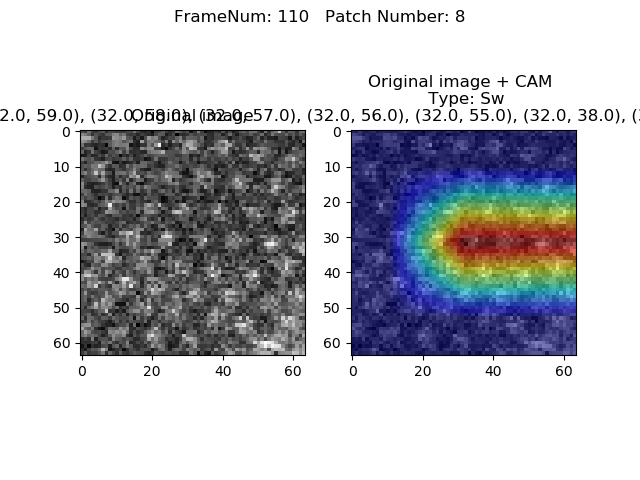 FrameNum: 110   Patch Number: 8
Original image + CAM
Type: Sw
2.0, 59.0), (32.0, 58.0), (32.0, 57.0), (32.0, 56.0), (32.0, 55.0), (32.0, 38.0), (3
Original image
0
10
20
30
40
50
60
0 20 40 60
0
10
20
30
40
50
60
0 20 40 60